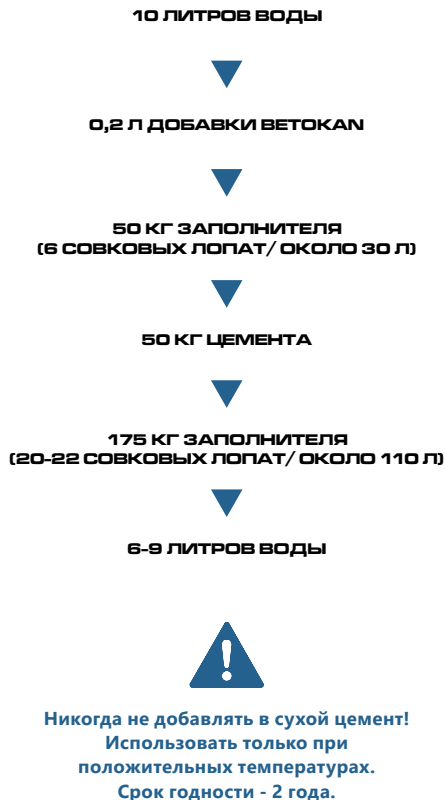 10 ЛИТРОВ ВОДЫ
0,2 Л ДОБАВКИ BETOKAN
50 КГ ЗАПОЛНИТЕЛЯ
(6 СОВКОВЫХ ЛОПАТ/ ОКОЛО 30 Л)
50 КГ ЦЕМЕНТА
175 КГ ЗАПОЛНИТЕЛЯ
(20-22 СОВКОВЫХ ЛОПАТ/ ОКОЛО 110 Л)
6-9 ЛИТРОВ ВОДЫ
Никогда не добавлять в сухой цемент!
Использовать только при
положительных температурах.
Срок годности - 2 года.